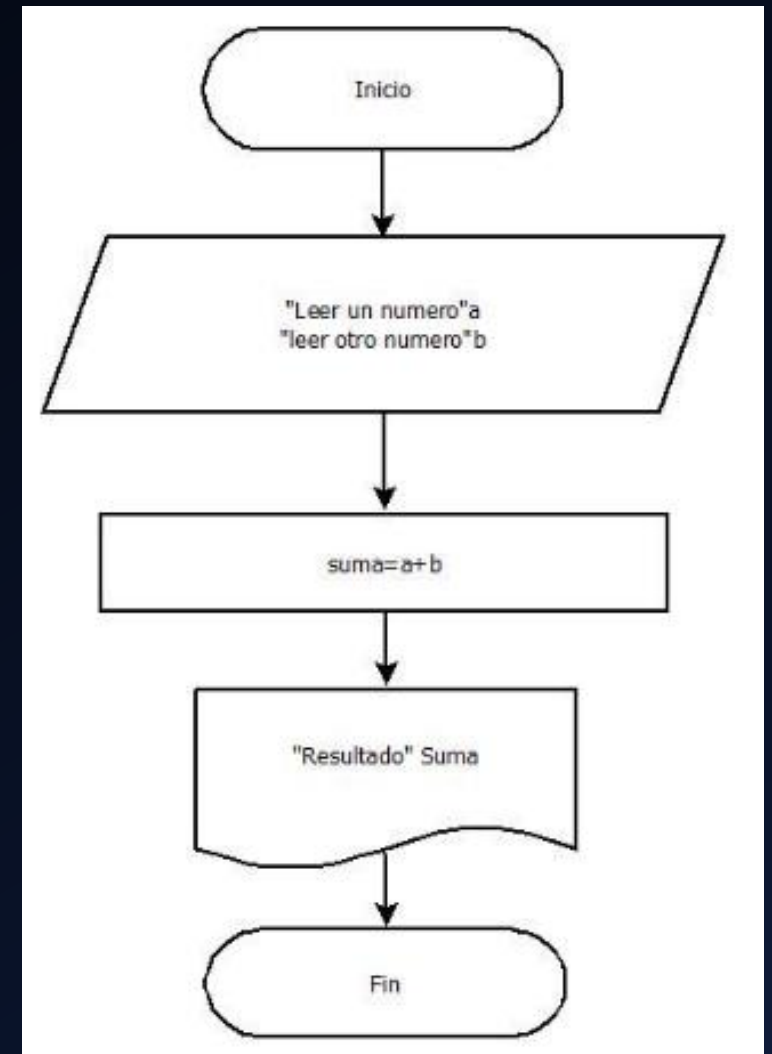 Inicio
"Leer un numero"a
"leer otro numero"b
suma=a+b
"Resultado" Suma
Fin